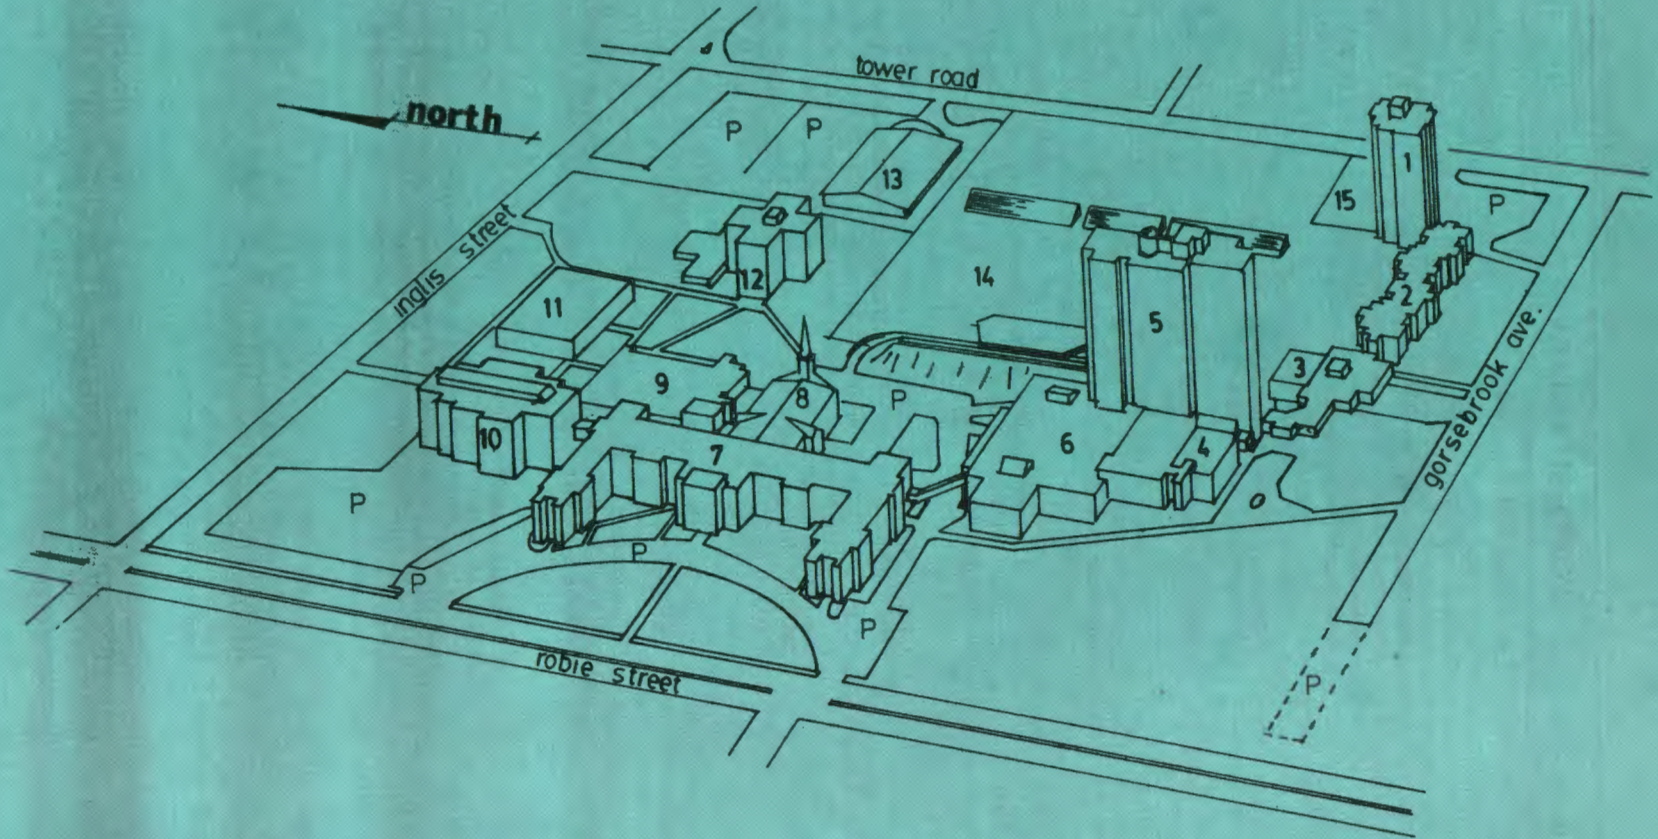 tower road
north
P
P
13
1
15
P
inglis street
12
14
11
5
2
3
gorsebrook ave.
9
8
P
10
7
6
4
P
P
P
P
robie street
P